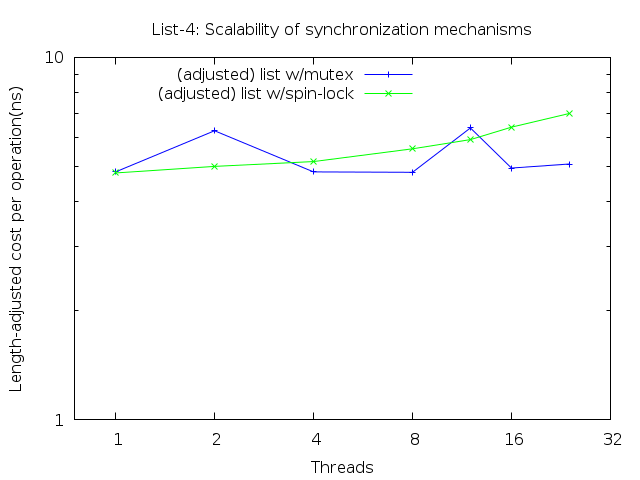 List-4: Scalability of synchronization mechanisms
10
(adjusted) list w/mutex
(adjusted) list w/spin-lock
Length-adjusted cost per operation(ns)
1
1 2 4 8 16 32
Threads